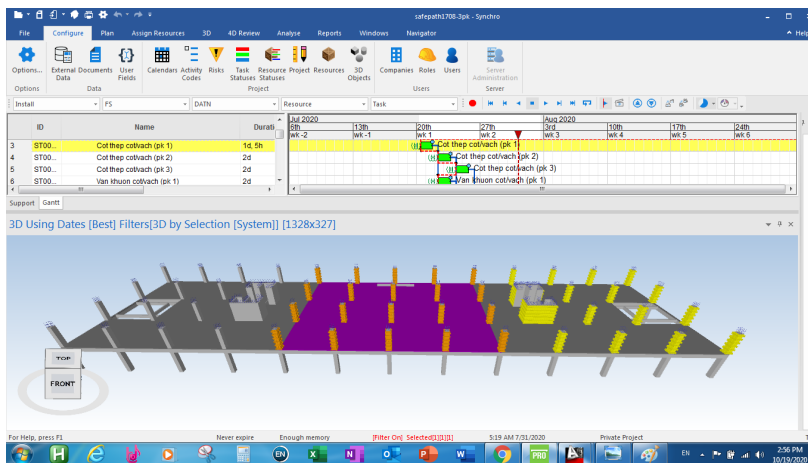 safepath1708-3pk - Synchro
File Configure Plan Assign Resources 3D 4D Review Analyse Reports Windows Navigator Help
Options... External Data Documents User Fields Calendars Activity Codes Risks Task Statuses Resource Statuses Project Resources 3D Objects Companies Roles Users Server Administration
Options Data Project Users Server
Install FS DATN Resource Task
Jul 2020 Aug 2020
ID Name Durati 6th 13th 20th 27th 3rd 10th 17th 24th
wk -2 wk -1 wk 1 wk 2 wk 3 wk 4 wk 5 wk 6
3 ST00... Cot thep cot/vach (pk 1) 1d, 5h Cot thep cot/vach (pk 1)
4 ST00... Cot thep cot/vach (pk 2) 2d Cot thep cot/vach (pk 2)
5 ST00... Cot thep cot/vach (pk 3) 2d Cot thep cot/vach (pk 3)
6 ST00... Van khuon cot/vach (pk 1) 2d Van khuon cot/vach (pk 1)
Support Gantt
3D Using Dates [Best] Filters[3D by Selection [System]] [1328x327]
TOP
FRONT
For Help, press F1 Never expire Enough memory [Filter On] Selected[1][1][1] 5:19 AM 7/31/2020 Private Project
EN PRO EN 2:56 PM
10/19/2020